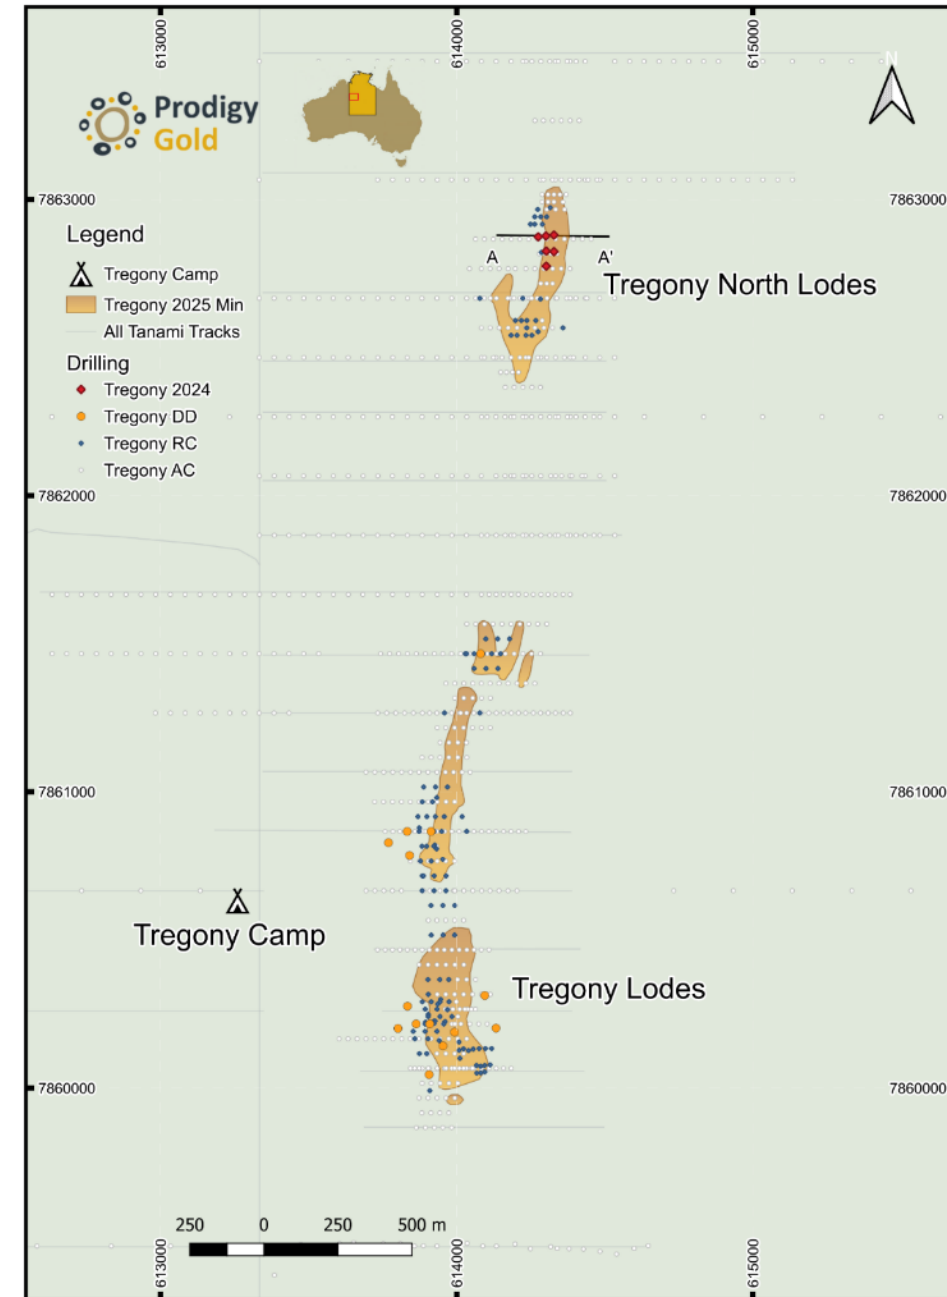 613000
614000
615000
N
Prodigy
Gold
7863000
7863000
Legend
Tregony Camp
Tregony 2025 Min
All Tanami Tracks
Drilling
Tregony 2024
Tregony DD
Tregony RC
Tregony AC
A
A'
Tregony North Lodes
7862000
7862000
7861000
7861000
Tregony Camp
Tregony Lodes
7860000
7860000
250 0 250 500 m
613000
614000
615000